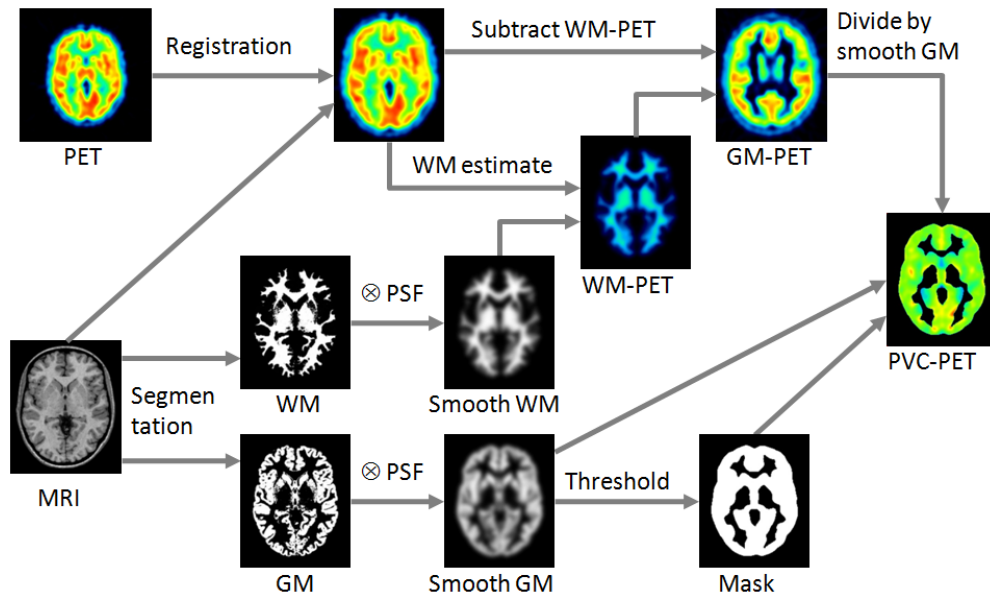 Registration
Subtract WM-PET
Divide by
smooth GM
PET
GM-PET
WM estimate
WM-PET
⊗ PSF
PVC-PET
Segmen
tation
WM
Smooth WM
⊗ PSF
Threshold
MRI
GM
Smooth GM
Mask